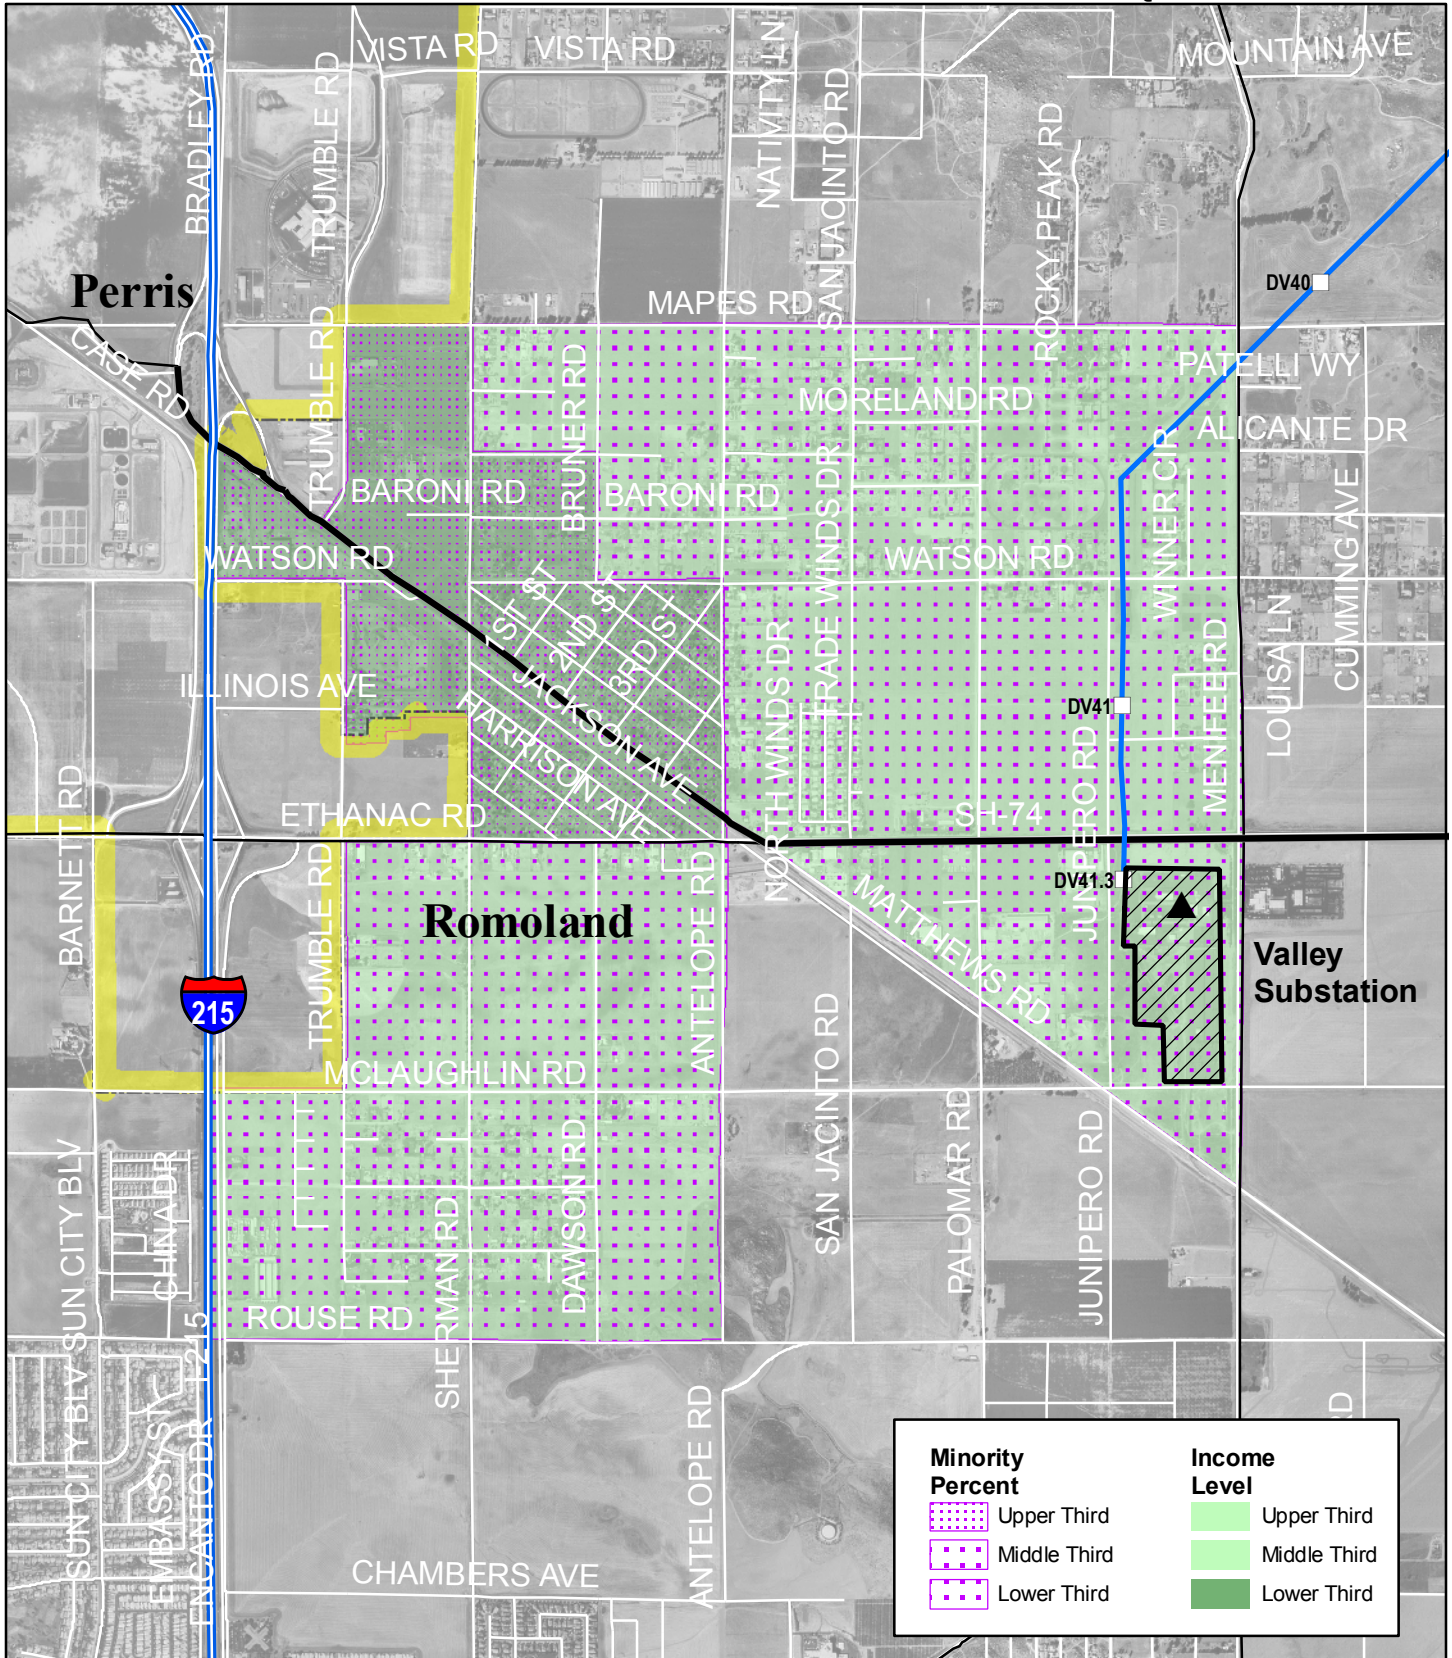 VISTA RD
VISTA RD
MOUNTAIN AVE
BRADLEY RD
TRUMBLE RD
NATIVITY LN
SAN JACINTO RD
ROCKY PEAK RD
DV40
Perris
MAPES RD
CASE RD
TRUMBLE RD
BRUNER RD
MORELAND RD
PATELLI WY
ALICANTE DR
BARONI RD
BARONI RD
TRADE WINDS DR
WINNER CIR
CUMMING AVE
WATSON RD
WATSON RD
1ST ST
2ND ST
3RD ST
LOUISA LN
ILLINOIS AVE
JACKSON AVE
HARRISON AVE
NORTH WINDS DR
DV41
JUNIPERO RD
MENIFEE RD
BARNETT RD
ETHANAC RD
SH-74
DV41.3
TRUMBLE RD
Romoland
ANTELOPE RD
MATTHEWS RD
Valley
Substation
215
MCLAUGHLIN RD
SAN JACINTO RD
PALOMAR RD
JUNIPERO RD
SUN CITY BLV
CHINA DR
SHERMAN RD
DAWSON RD
ROUSE RD
I-215
SUN CITY BLV
EMBASSY ST
ENCANTO DR
ANTELOPE RD
RD
CHAMBERS AVE
Minority
Percent
Upper Third
Middle Third
Lower Third
Income
Level
Upper Third
Middle Third
Lower Third